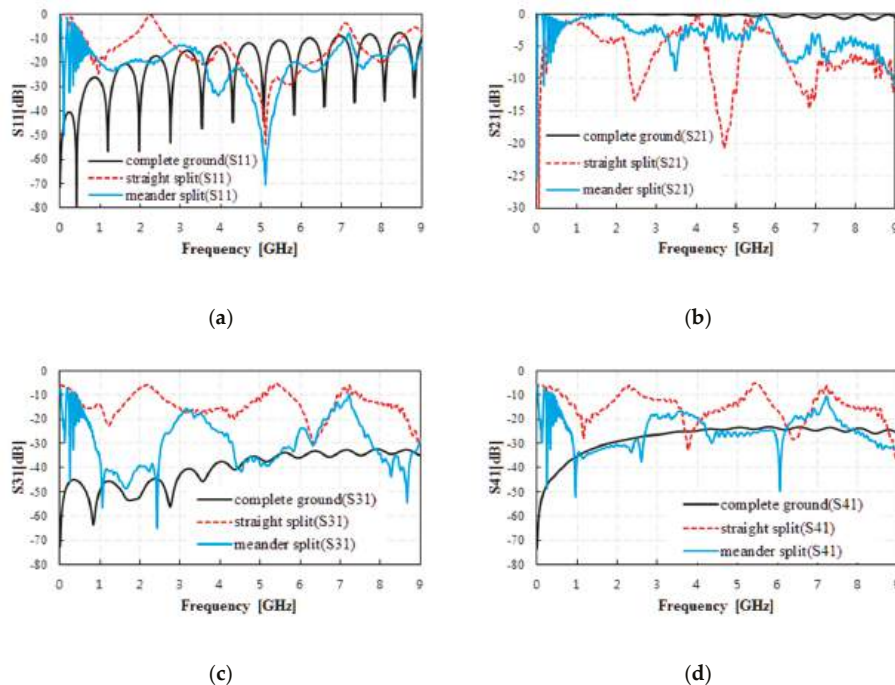 0
-10
-20
-30
-40
-50
-60
-70
-80
S11[dB]
complete ground(S11)
straight split(S11)
meander split(S11)
0 1 2 3 4 5 6 7 8 9
Frequency [GHz]
(a)
0
-5
-10
-15
-20
-25
-30
S21[dB]
complete ground(S21)
straight split(S21)
meander split(S21)
0 1 2 3 4 5 6 7 8 9
Frequency [GHz]
(b)
0
-10
-20
-30
-40
-50
-60
-70
-80
S31[dB]
complete ground(S31)
straight split(S31)
meander split(S31)
0 1 2 3 4 5 6 7 8 9
Frequency [GHz]
(c)
0
-10
-20
-30
-40
-50
-60
-70
-80
S41[dB]
complete ground(S41)
straight split(S41)
meander split(S41)
0 1 2 3 4 5 6 7 8 9
Frequency [GHz]
(d)